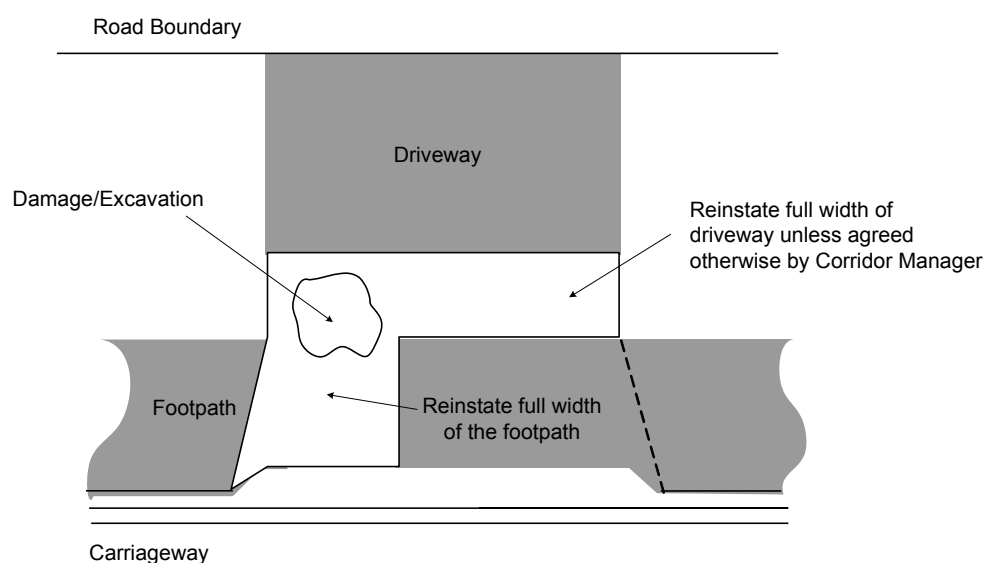 Road Boundary
Driveway
Damage/Excavation
Reinstate full width of
driveway unless agreed
otherwise by Corridor Manager
Footpath
Reinstate full width
of the footpath
Carriageway